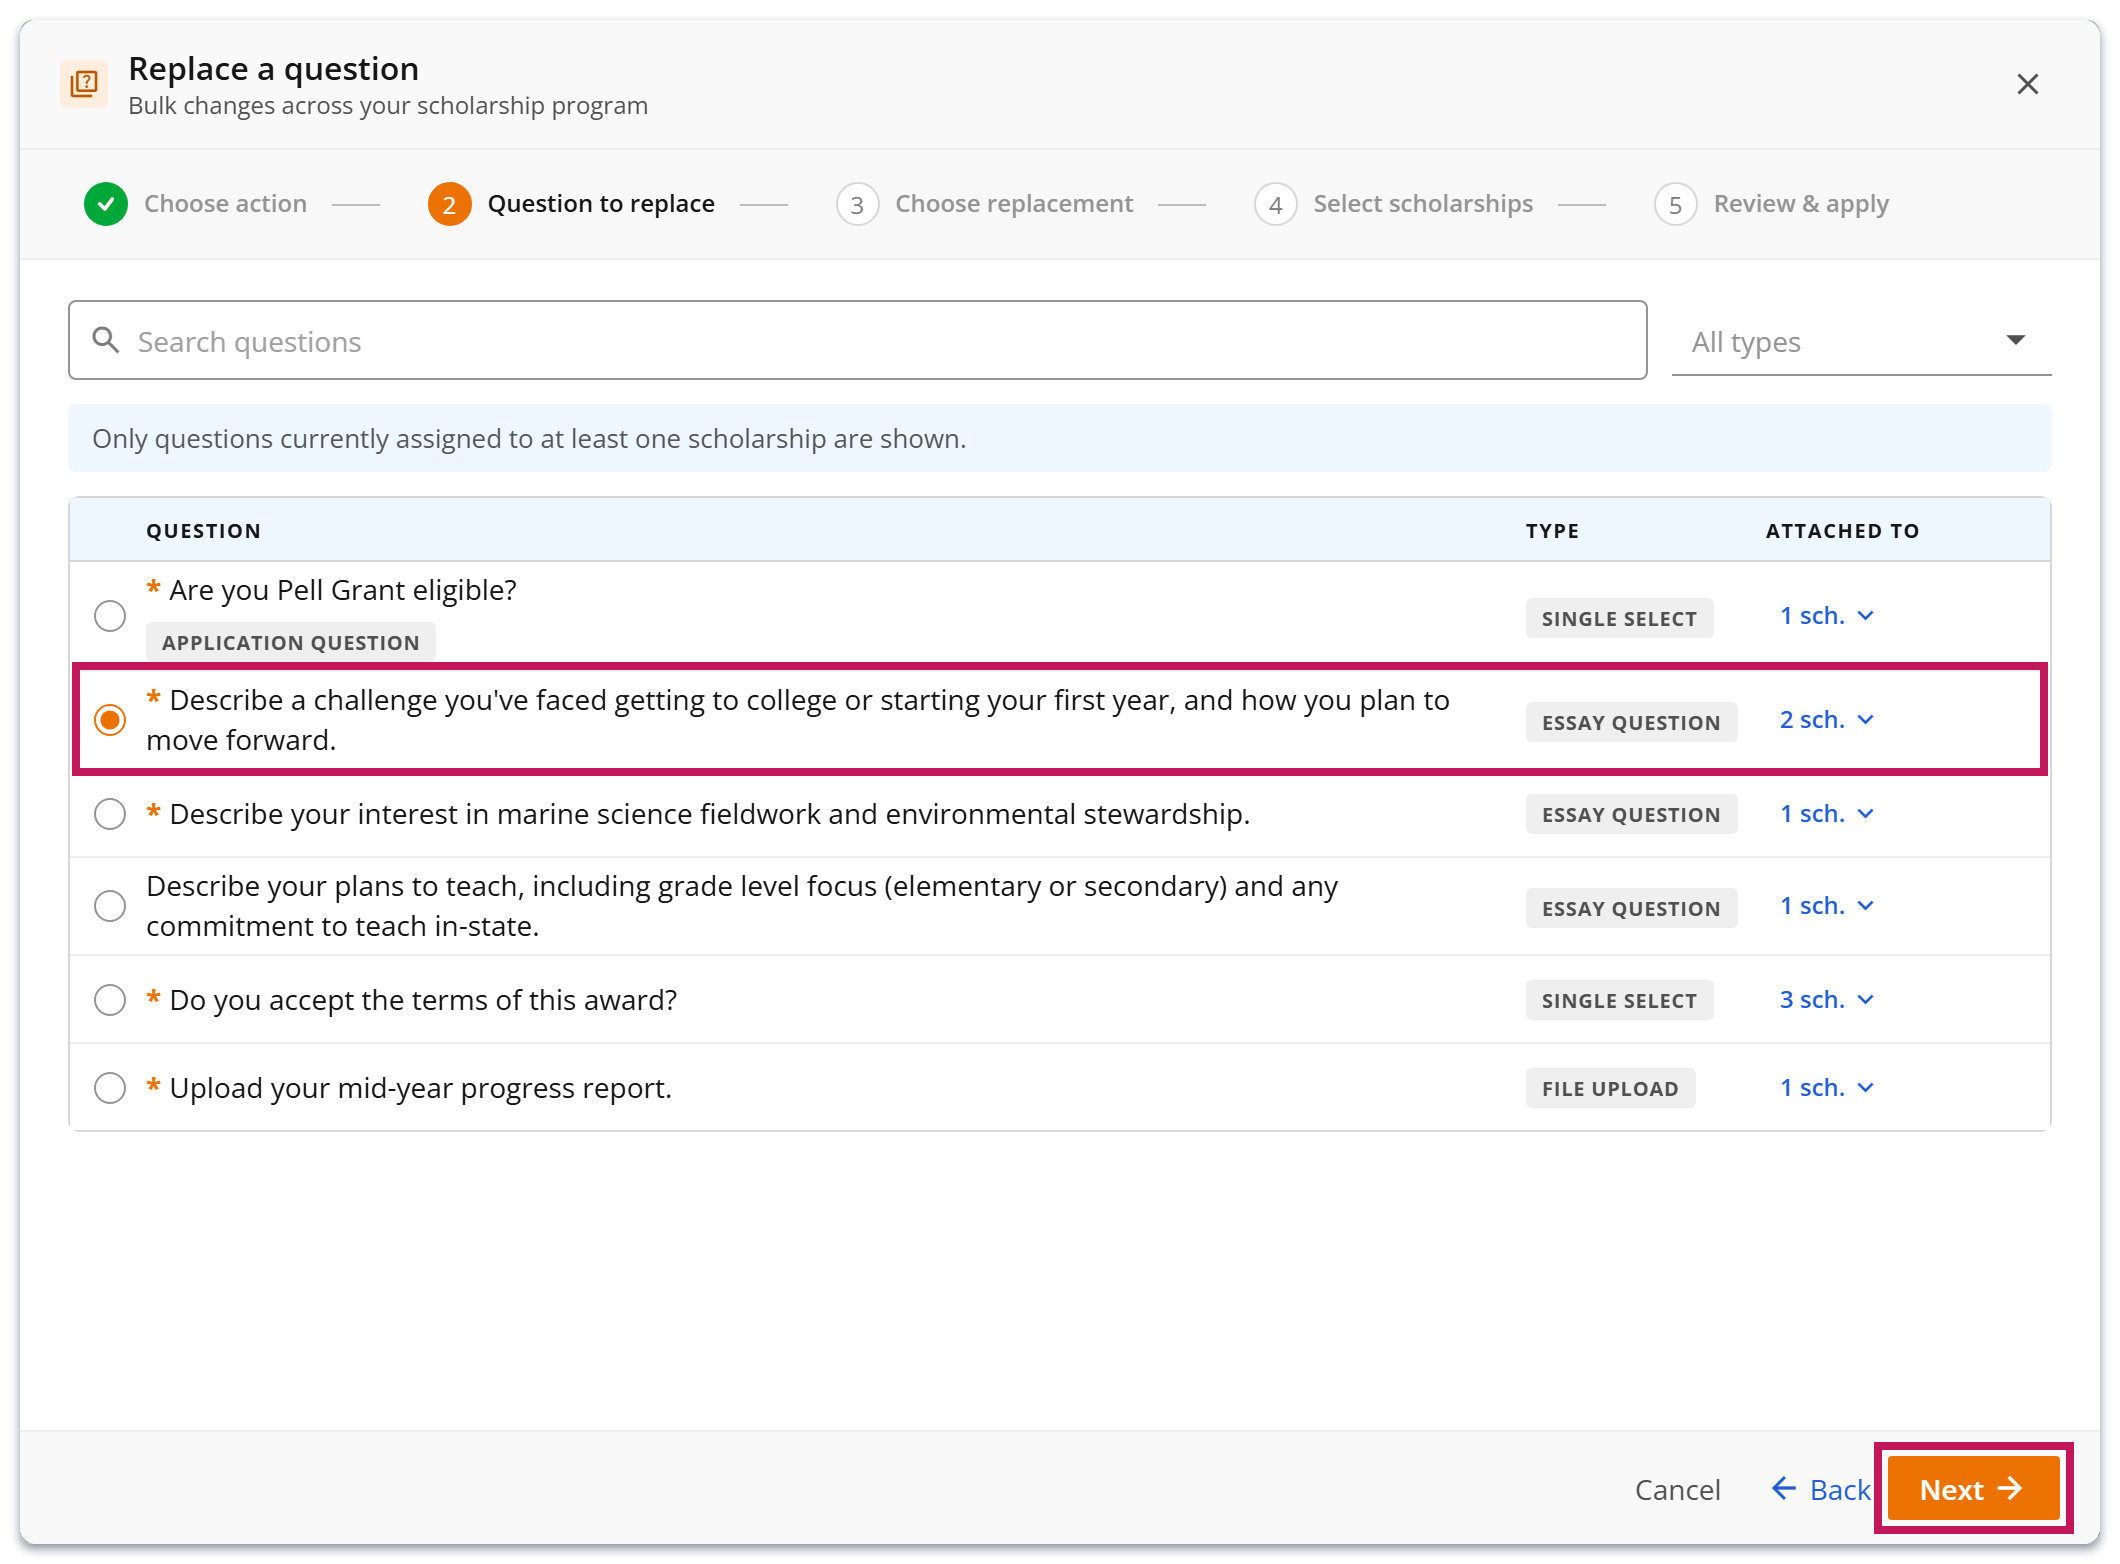 Replace a question
Bulk changes across your scholarship program
Choose action
2 Question to replace
3 Choose replacement
4 Select scholarships
5 Review & apply
Search questions
All types
Only questions currently assigned to at least one scholarship are shown.
QUESTION TYPE ATTACHED TO
* Are you Pell Grant eligible?
APPLICATION QUESTION
SINGLE SELECT
1 sch.
* Describe a challenge you've faced getting to college or starting your first year, and how you plan to
move forward.
ESSAY QUESTION
2 sch.
* Describe your interest in marine science fieldwork and environmental stewardship.
ESSAY QUESTION
1 sch.
Describe your plans to teach, including grade level focus (elementary or secondary) and any
commitment to teach in-state.
ESSAY QUESTION
1 sch.
* Do you accept the terms of this award?
SINGLE SELECT
3 sch.
* Upload your mid-year progress report.
FILE UPLOAD
1 sch.
Cancel
← Back
Next →